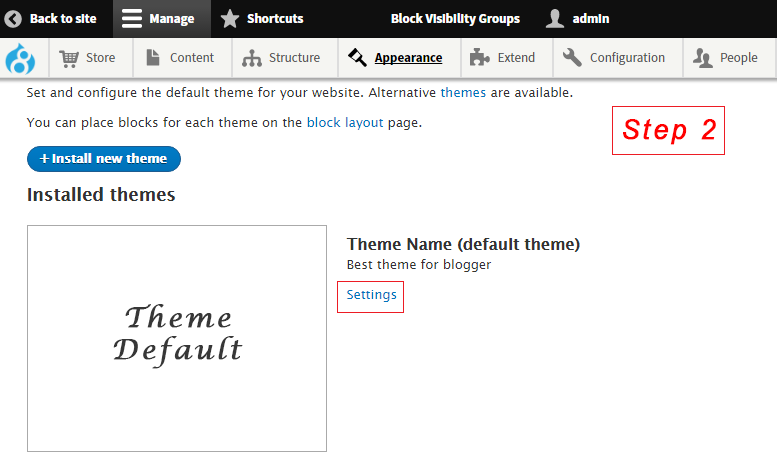 Back to site Manage Shortcuts Block Visibility Groups admin
Store Content Structure Appearance Extend Configuration People
Set and configure the default theme for your website. Alternative themes are available.
You can place blocks for each theme on the block layout page.
Step 2
+Install new theme
Installed themes
Theme Name (default theme)
Best theme for blogger
Settings
Theme
Default